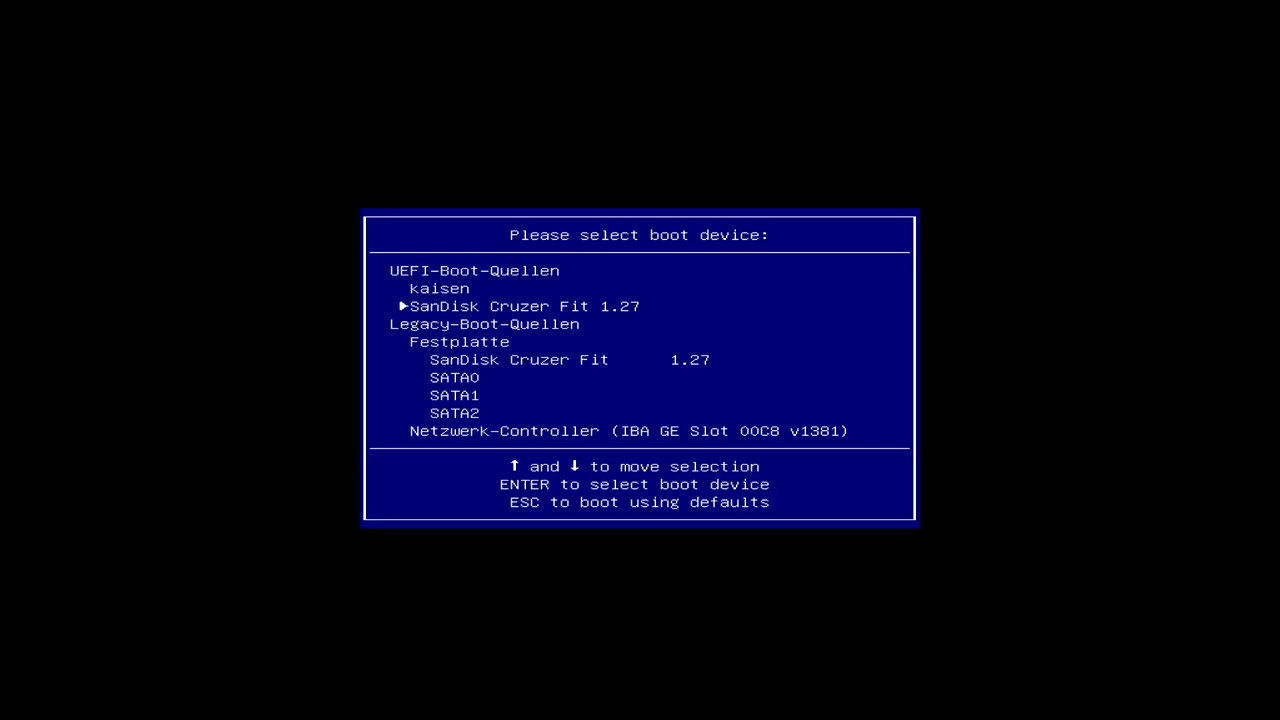 Please select boot device:
UEFI-Boot-Quellen
kaisen
▶SanDisk Cruzer Fit 1.27
Legacy-Boot-Quellen
Festplatte
SanDisk Cruzer Fit 1.27
SATA0
SATA1
SATA2
Netzwerk-Controller (IBA GE Slot 00C8 v1381)
↑ and ↓ to move selection
ENTER to select boot device
ESC to boot using defaults